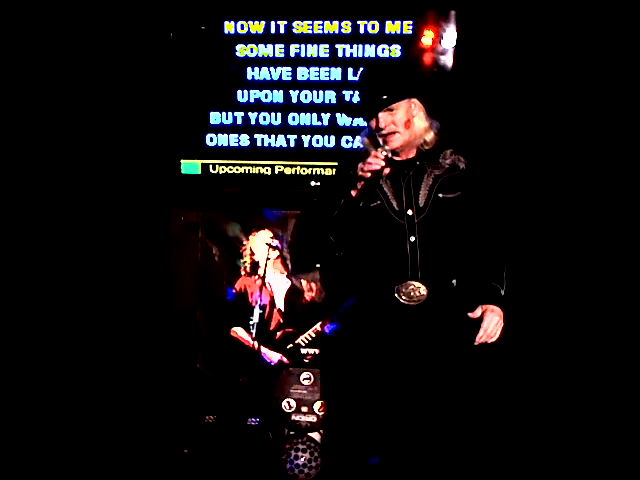 NOW IT SEEMS TO ME
SOME FINE THINGS
HAVE BEEN
UPON YOUR
BUT YOU ONLY
ONES THAT YOU
Upcoming